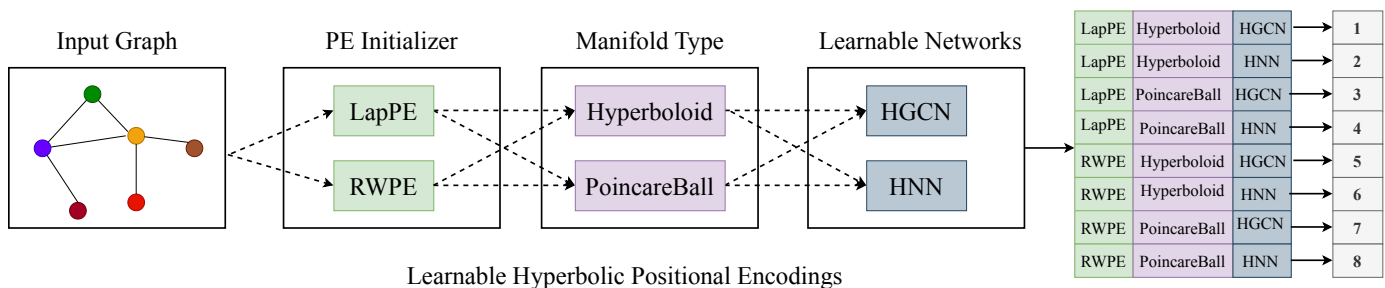 Input Graph
PE Initializer
Manifold Type
Learnable Networks
LapPE
RWPE
Hyperboloid
PoincareBall
HGCN
HNN
Learnable Hyperbolic Positional Encodings
LapPE Hyperboloid HGCN 1
LapPE Hyperboloid HNN 2
LapPE PoincareBall HGCN 3
LapPE PoincareBall HNN 4
RWPE Hyperboloid HGCN 5
RWPE Hyperboloid HNN 6
RWPE PoincareBall HGCN 7
RWPE PoincareBall HNN 8